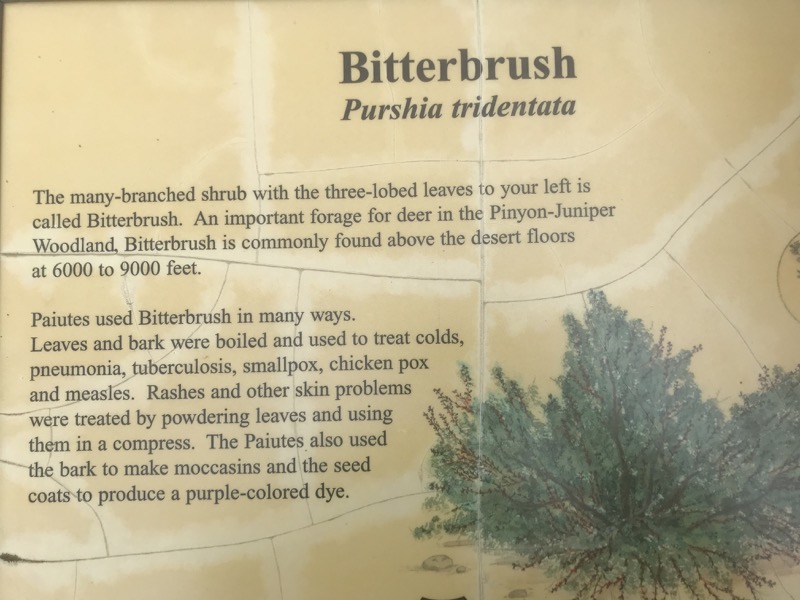 Bitterbrush
Purshia tridentata
The many-branched shrub with the three-lobed leaves to your left is
called Bitterbrush. An important forage for deer in the Pinyon-Juniper
Woodland, Bitterbrush is commonly found above the desert floors
at 6000 to 9000 feet.
Paiutes used Bitterbrush in many ways.
Leaves and bark were boiled and used to treat colds,
pneumonia, tuberculosis, smallpox, chicken pox
and measles. Rashes and other skin problems
were treated by powdering leaves and using
them in a compress. The Paiutes also used
the bark to make moccasins and the seed
coats to produce a purple-colored dye.